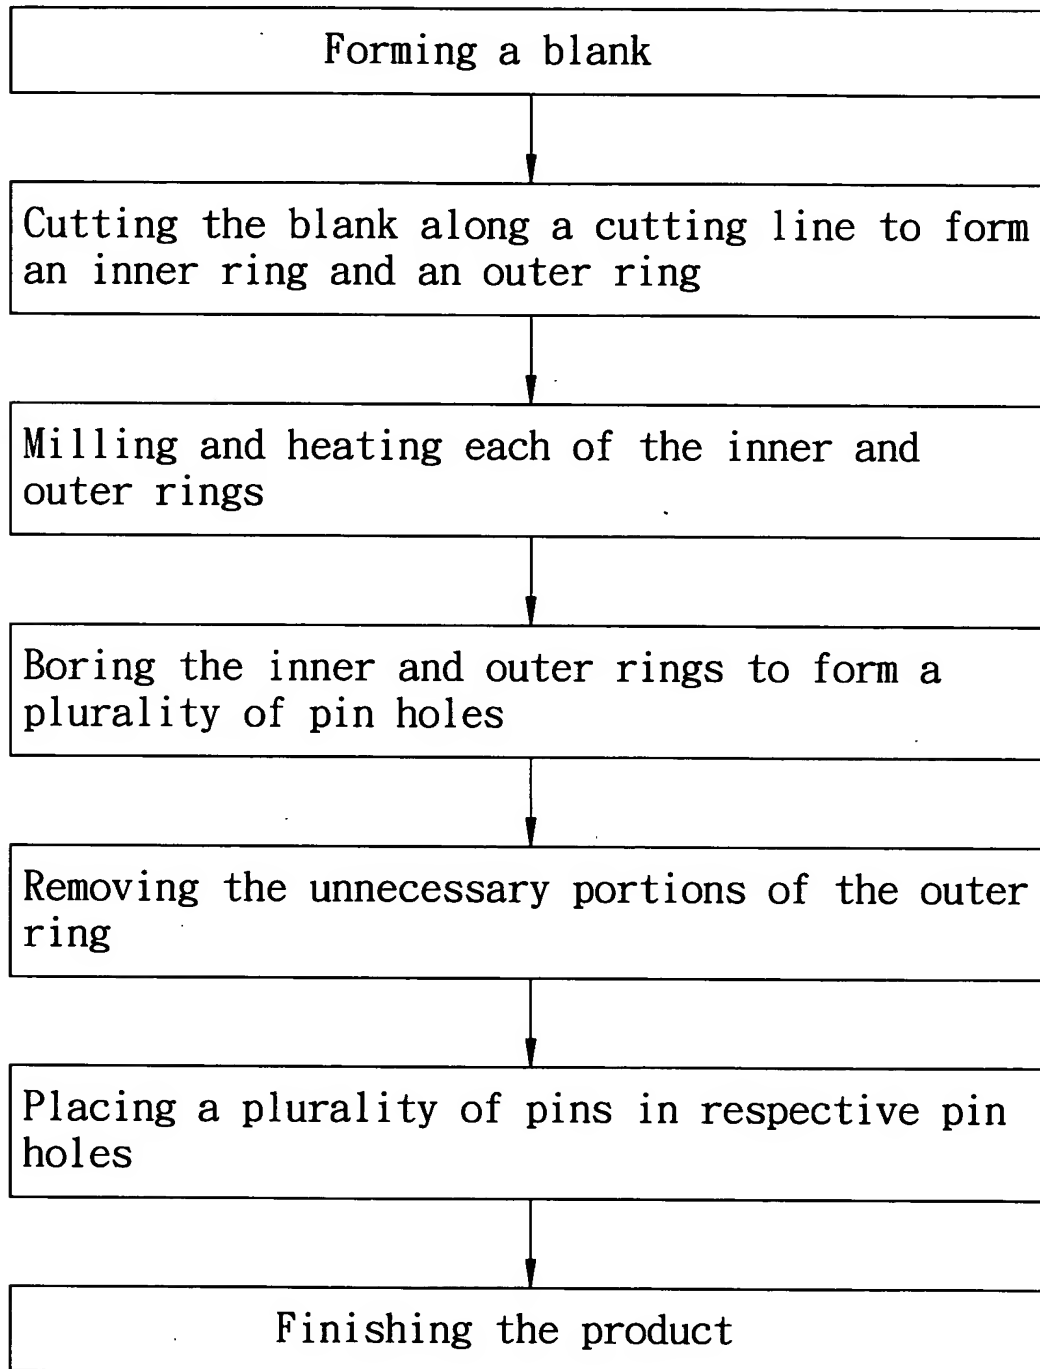 Forming a blank
Cutting the blank along a cutting line to form
an inner ring and an outer ring
Milling and heating each of the inner and
outer rings
Boring the inner and outer rings to form a
plurality of pin holes
Removing the unnecessary portions of the outer
ring
Placing a plurality of pins in respective pin
holes
Finishing the product